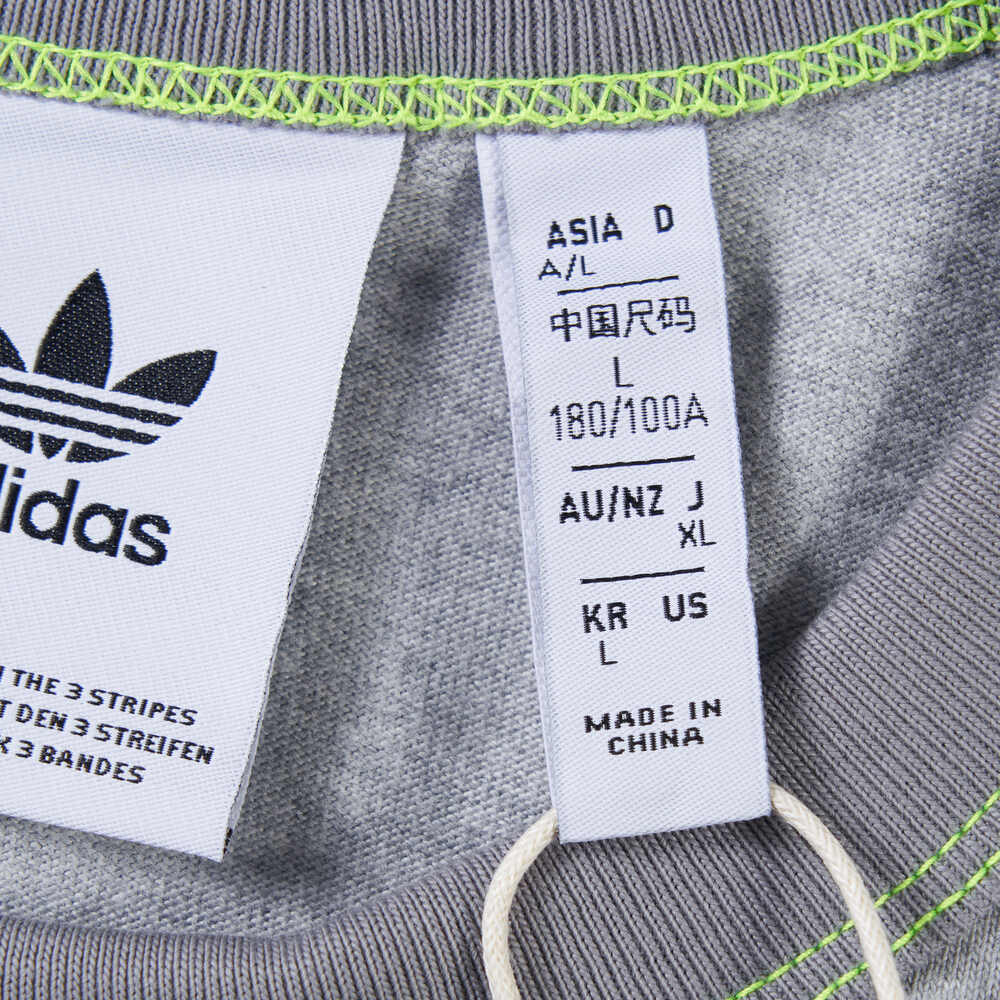 idas
THE 3 STRIPES
DEN 3 STREIFEN
3 BANDES
ASIA D
A/L
中国尺码
L
180/100A
AU/NZ J
XL
KR US
L
MADE IN
CHINA